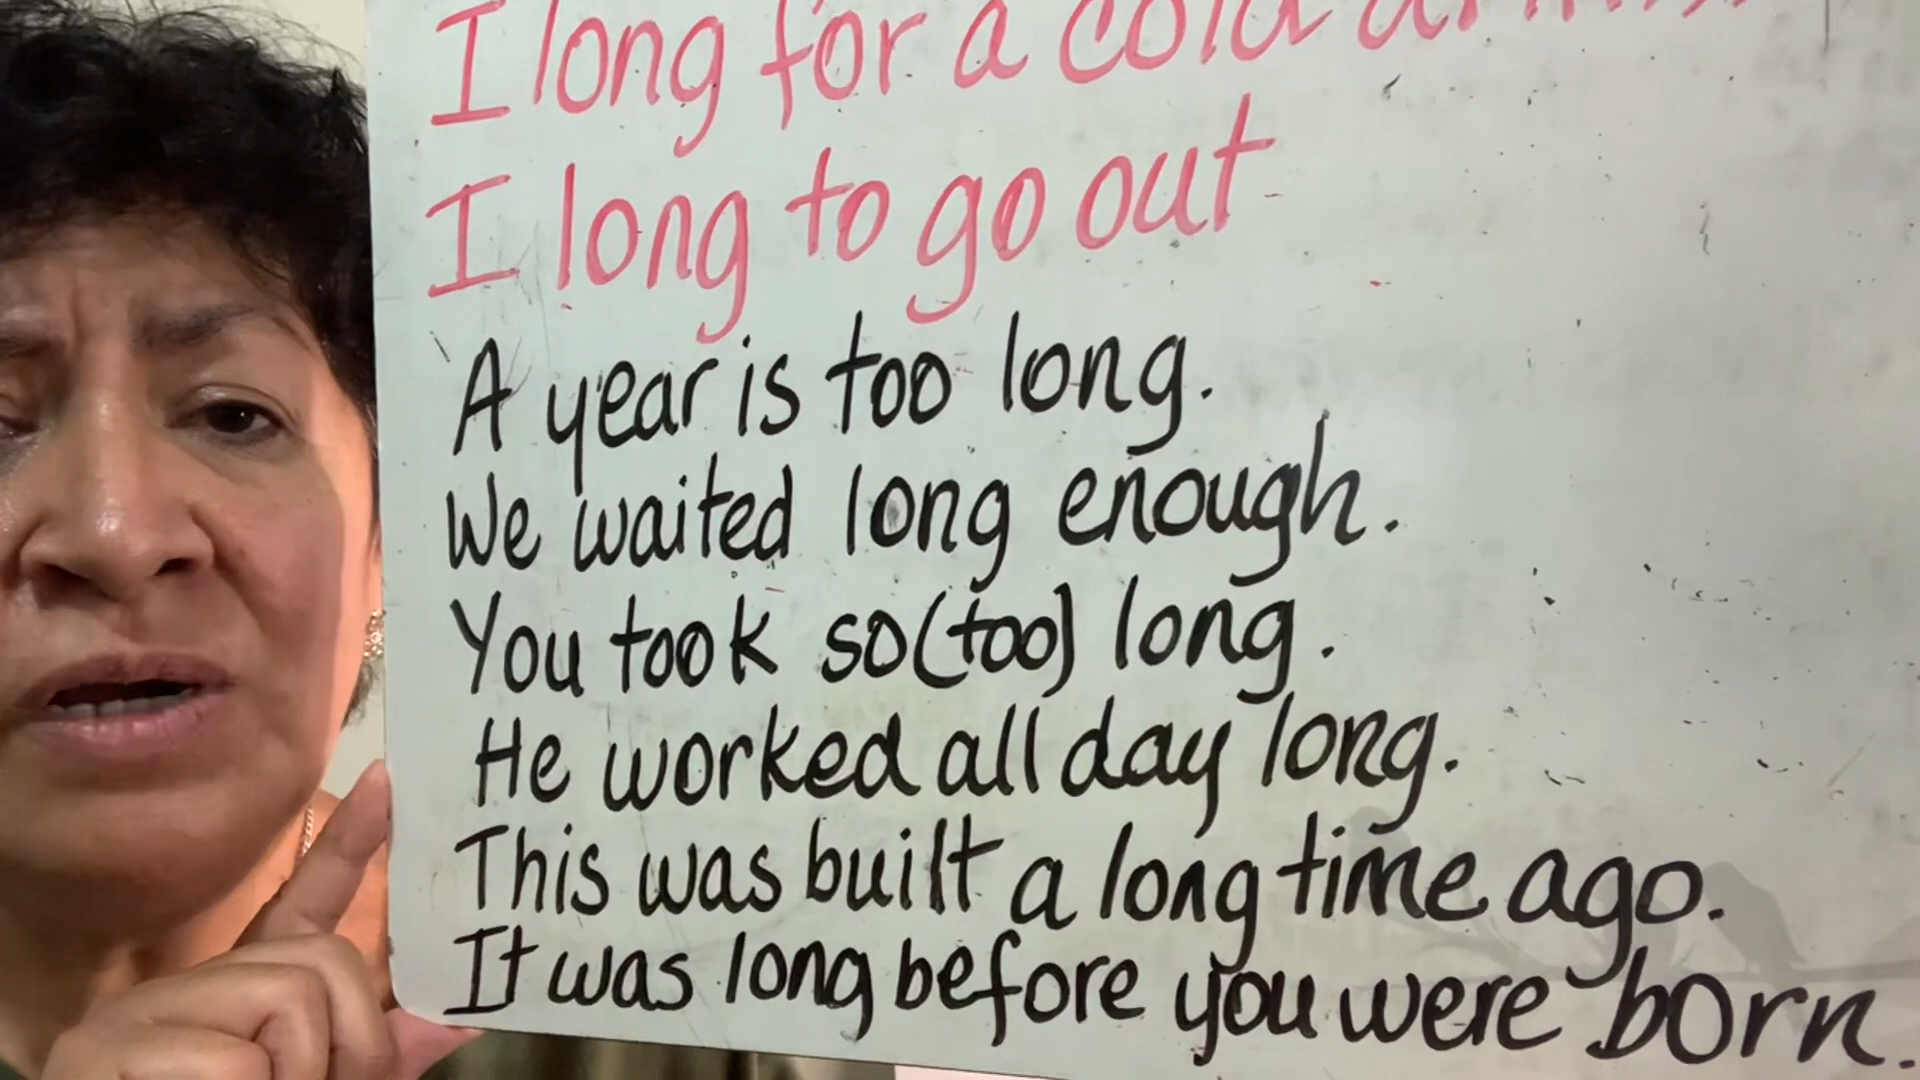 I long for a cold
I long to go out
A year is too long.
We waited long enough.
You took so(too) long.
He worked all day long.
This was built a long time ago.
It was long before you were born.